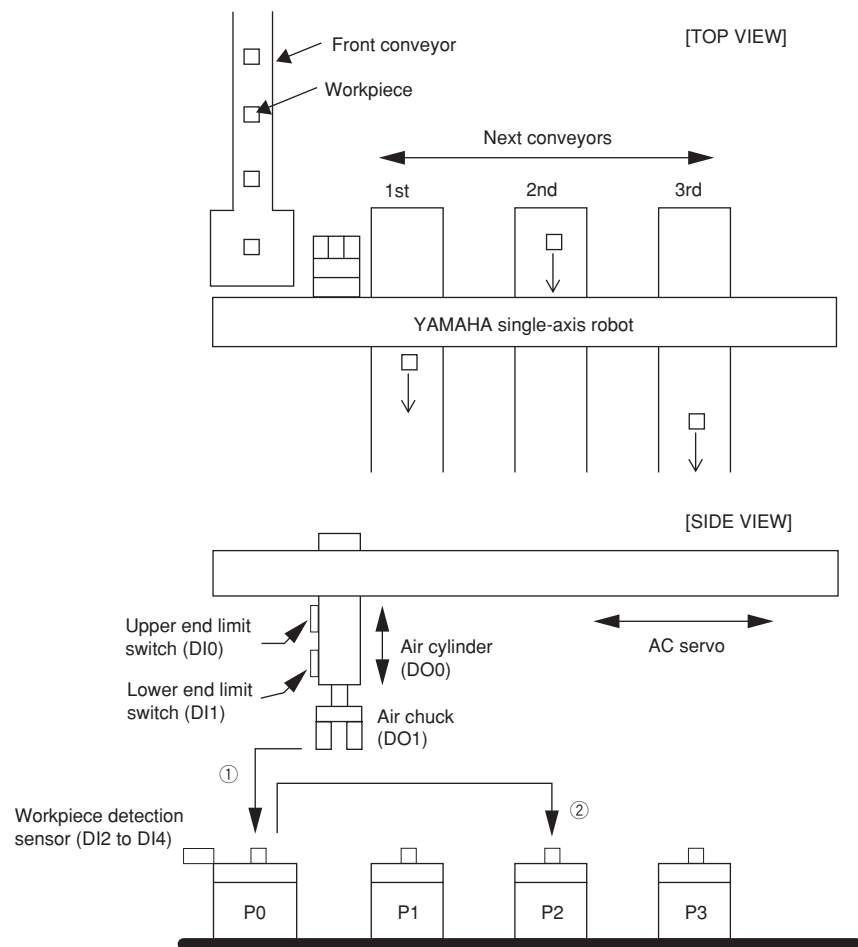 [TOP VIEW]
Front conveyor
Workpiece
Next conveyors
1st
2nd
3rd
YAMAHA single-axis robot
[SIDE VIEW]
Upper end limit
switch (DI0)
Air cylinder
(DO0)
AC servo
Lower end limit
switch (DI1)
Air chuck
(DO1)
①
②
Workpiece detection
sensor (DI2 to DI4)
P0
P1
P2
P3